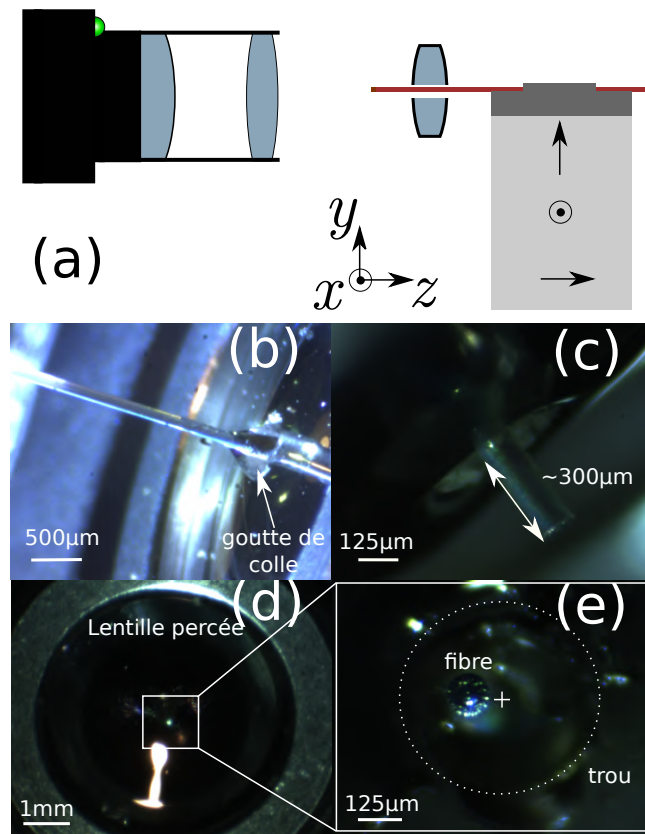 y
(a)
x
z
(b)
(c)
~300µm
500µm
goutte de
colle
125µm
(d)
(e)
Lentille percée
fibre
trou
1mm
125µm